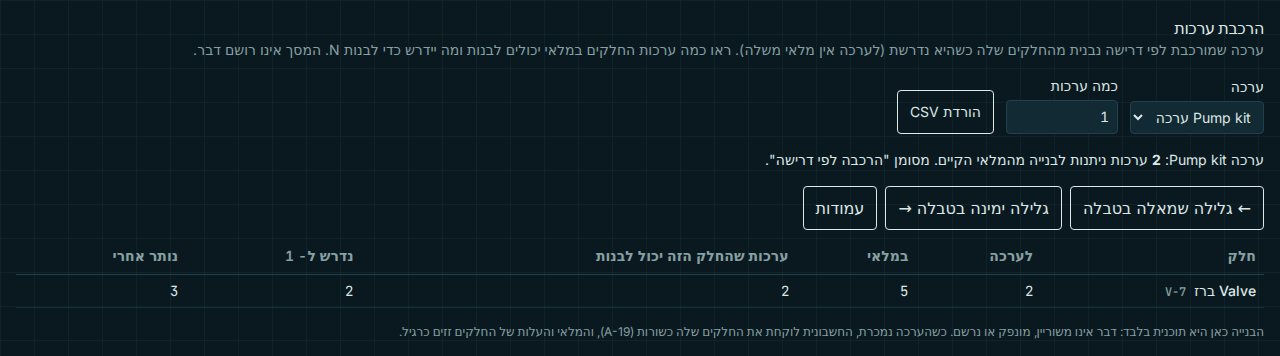 הרכבת ערכות
ערכה שמורכבת לפי דרישה נבנית מהחלקים שלה כשהיא נדרשת (לערכה אין מלאי משלה). ראו כמה ערכות החלקים במלאי יכולים לבנות ומה יידרש כדי לבנות N. המסך אינו רושם דבר.
ערכה כמה ערכות
Pump kit ערכה 1 הורדת CSV
ערכה Pump kit: 2 ערכות ניתנות לבנייה מהמלאי הקיים. מסומן "הרכבה לפי דרישה".
← גלילה שמאלה בטבלה גלילה ימינה בטבלה → עמודות
חלק לערכה במלאי ערכות שהחלק הזה יכול לבנות נדרש ל- 1 נותר אחרי
Valve ברז V-7 2 5 2 2 3
הבנייה כאן היא תוכנית בלבד: דבר אינו משוריין, מונפק או נרשם. כשהערכה נמכרת, החשבונית לוקחת את החלקים שלה כשורות (A-19), והמלאי והעלות של החלקים זזים כרגיל.